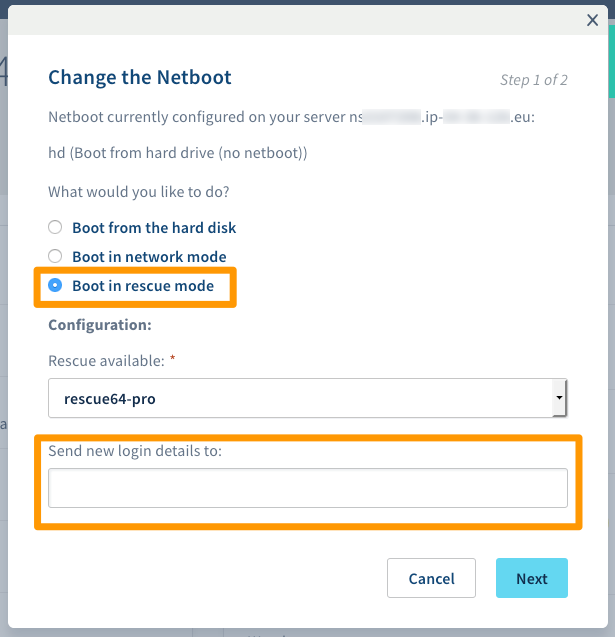 Change the Netboot
Step 1 of 2
Netboot currently configured on your server ns .ip- .eu:
hd (Boot from hard drive (no netboot))
What would you like to do?
Boot from the hard disk
Boot in network mode
Boot in rescue mode
Configuration:
Rescue available: *
rescue64-pro
Send new login details to:
Cancel
Next